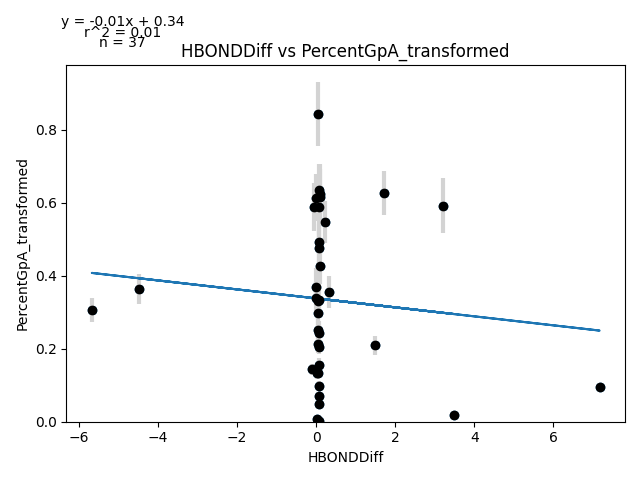 y = -0.01x + 0.34
r^2 = 0.01
n = 37
HBONDDiff vs PercentGpA_transformed
PercentGpA_transformed
0.8
0.6
0.4
0.2
0.0
−6
−4
−2
0
2
4
6
HBONDDiff